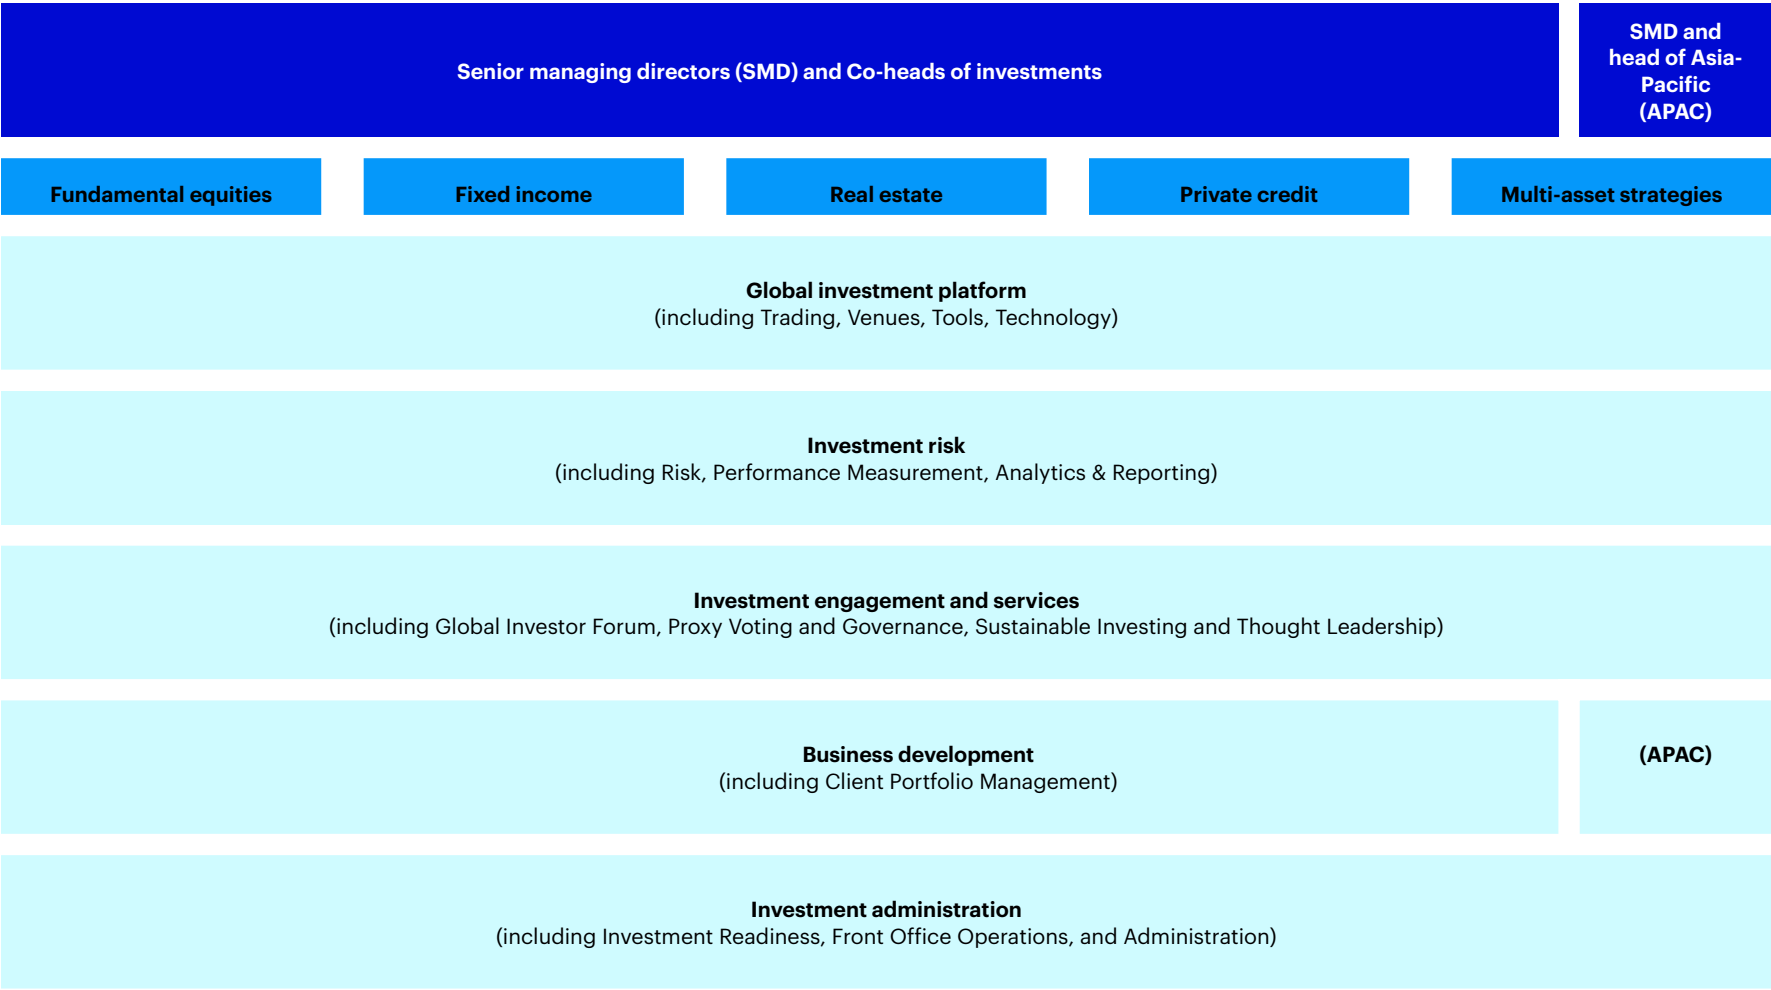 Senior managing directors (SMD) and Co-heads of investments
SMD and
head of Asia-
Pacific
(APAC)
Fundamental equities
Fixed income
Real estate
Private credit
Multi-asset strategies
Global investment platform
(including Trading, Venues, Tools, Technology)
Investment risk
(including Risk, Performance Measurement, Analytics & Reporting)
Investment engagement and services
(including Global Investor Forum, Proxy Voting and Governance, Sustainable Investing and Thought Leadership)
Business development
(including Client Portfolio Management)
(APAC)
Investment administration
(including Investment Readiness, Front Office Operations, and Administration)